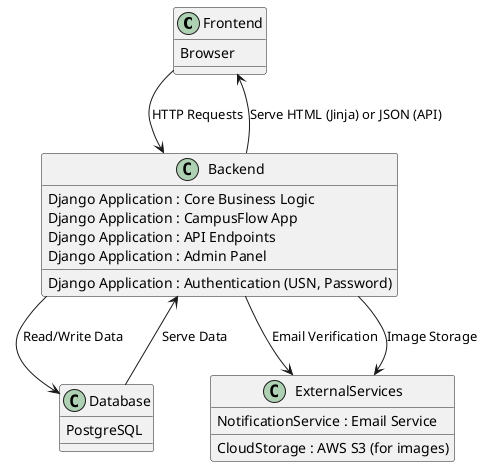 C Frontend
Browser
HTTP Requests
Serve HTML (Jinja) or JSON (API)
C Backend
Django Application : Core Business Logic
Django Application : CampusFlow App
Django Application : API Endpoints
Django Application : Admin Panel
Django Application : Authentication (USN, Password)
Read/Write Data
Serve Data
Email Verification
Image Storage
C Database
PostgreSQL
C ExternalServices
NotificationService : Email Service
CloudStorage : AWS S3 (for images)